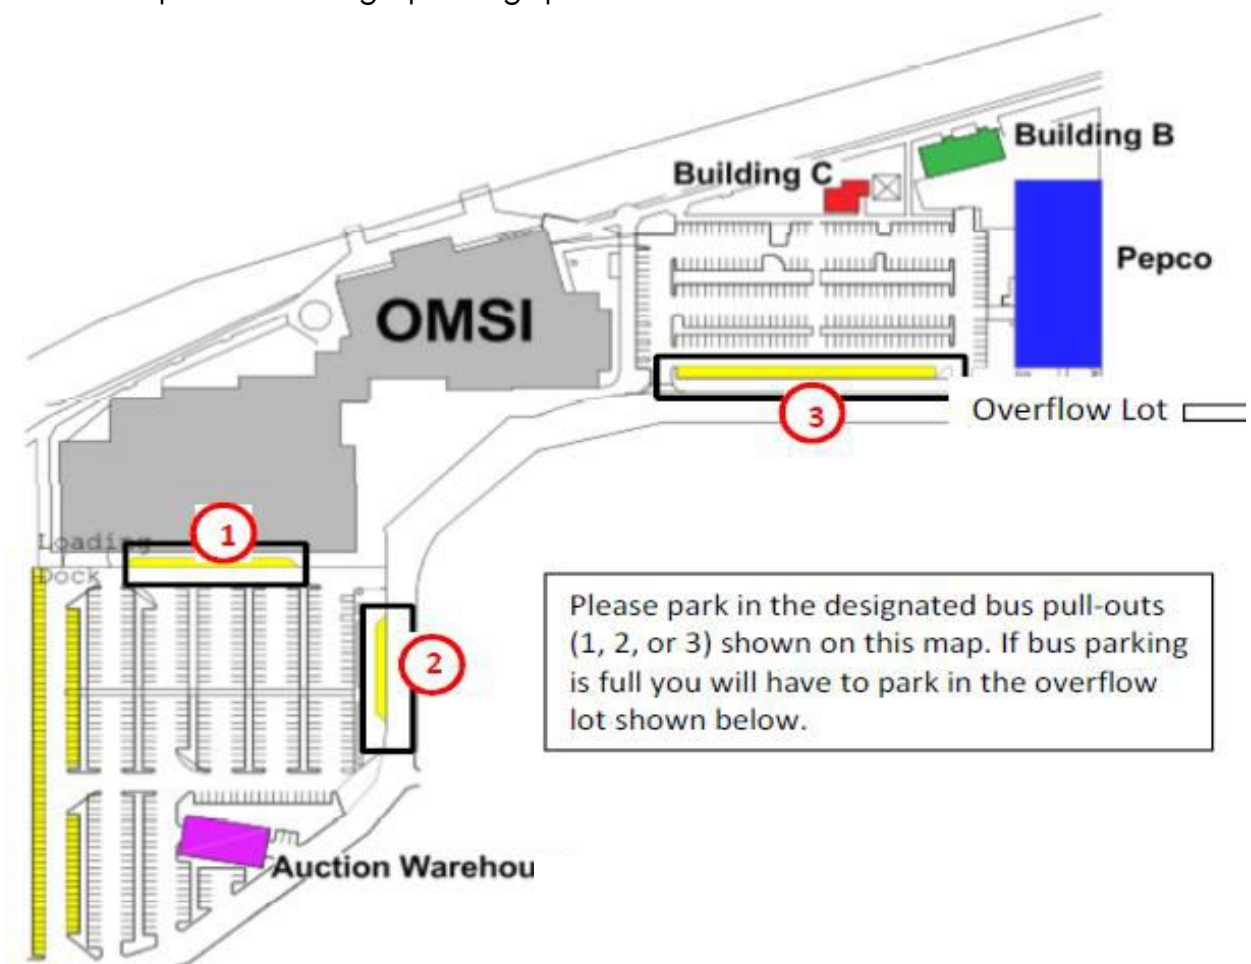 Building B
Building C
Pepco
OMSI
3
Overflow Lot
1
Loading
Dock
2
Please park in the designated bus pull-outs
(1, 2, or 3) shown on this map. If bus parking
is full you will have to park in the overflow
lot shown below.
Auction Warehou